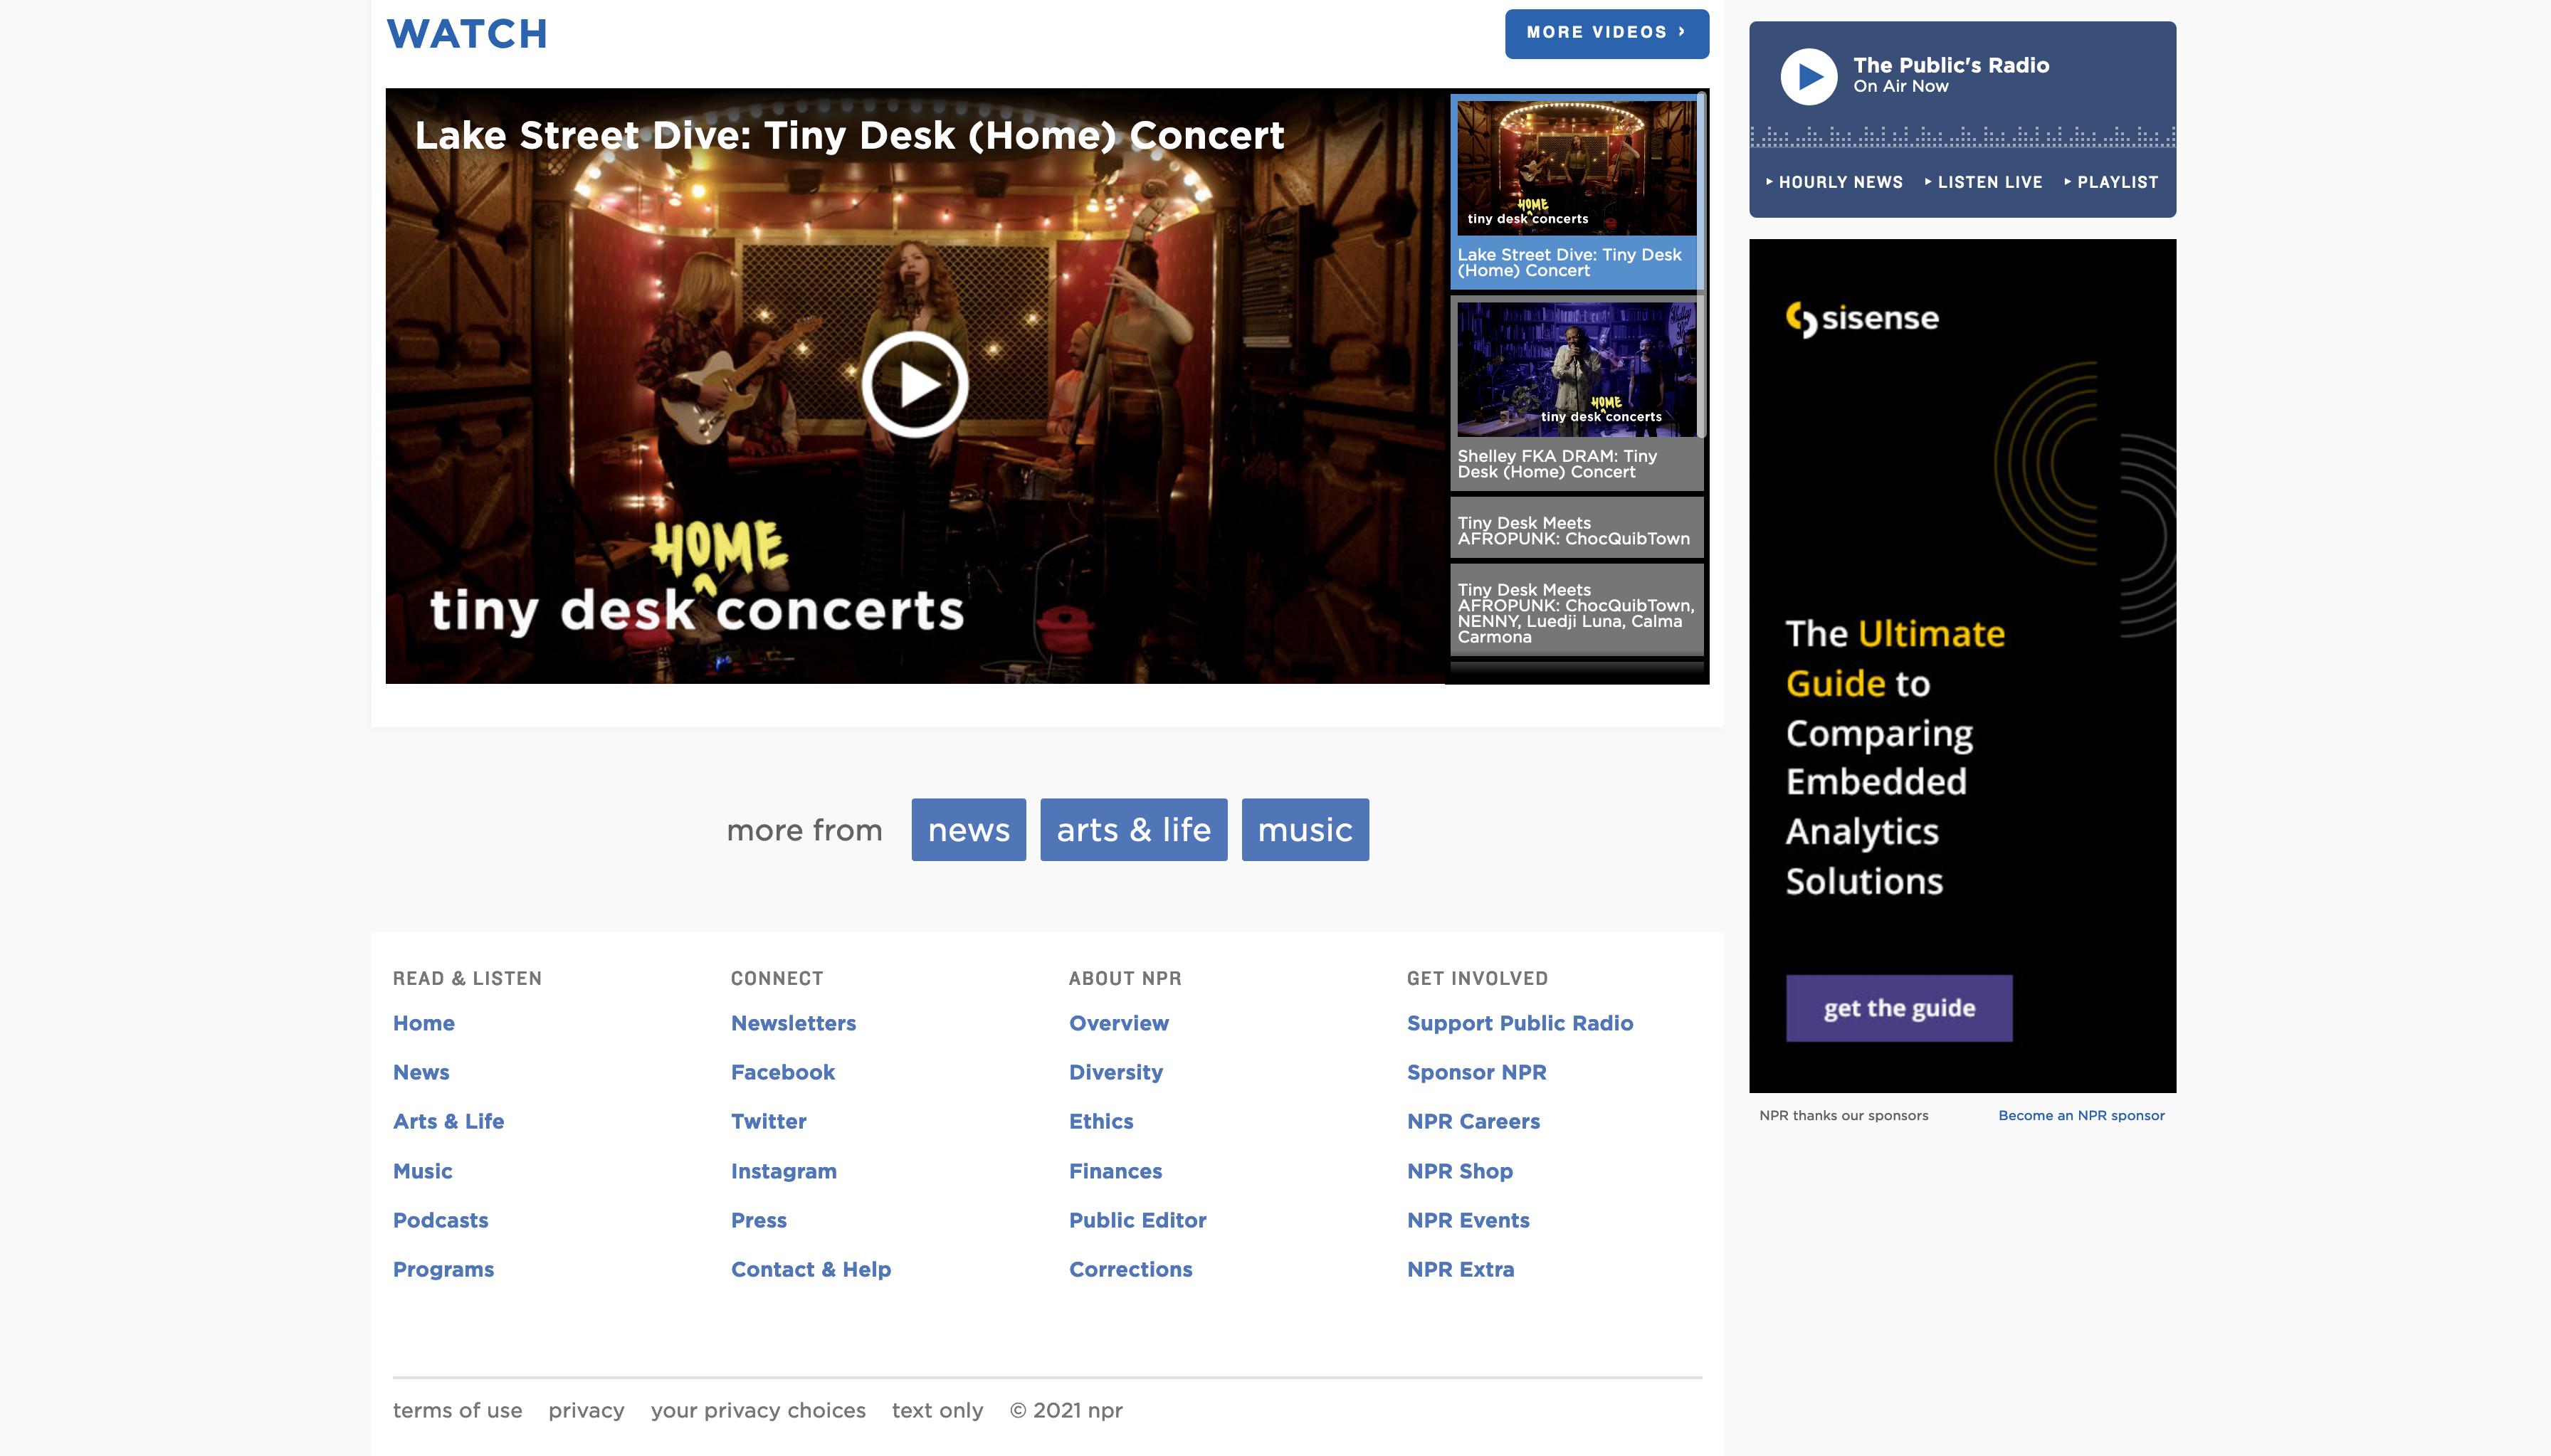 WATCH
MORE VIDEOS ›
Lake Street Dive: Tiny Desk (Home) Concert
HOME
tiny desk concerts
HOME
tiny desk concerts
Lake Street Dive: Tiny Desk
(Home) Concert
HOME
tiny desk concerts
Shelley FKA DRAM: Tiny
Desk (Home) Concert
Tiny Desk Meets
AFROPUNK: ChocQuibTown
Tiny Desk Meets
AFROPUNK: ChocQuibTown,
NENNY, Luedji Luna, Calma
Carmona
The Public's Radio
On Air Now
HOURLY NEWS LISTEN LIVE PLAYLIST
sisense
The Ultimate
Guide to
Comparing
Embedded
Analytics
Solutions
get the guide
NPR thanks our sponsors Become an NPR sponsor
more from news arts & life music
READ & LISTEN
Home
News
Arts & Life
Music
Podcasts
Programs
CONNECT
Newsletters
Facebook
Twitter
Instagram
Press
Contact & Help
ABOUT NPR
Overview
Diversity
Ethics
Finances
Public Editor
Corrections
GET INVOLVED
Support Public Radio
Sponsor NPR
NPR Careers
NPR Shop
NPR Events
NPR Extra
terms of use privacy your privacy choices text only © 2021 npr